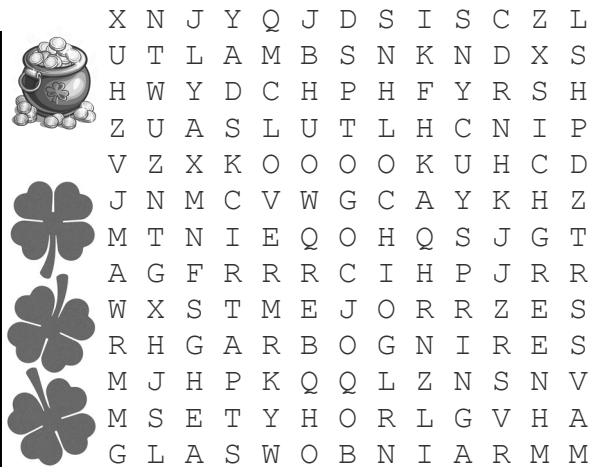 X N J Y Q J D S I S C Z L
U T L A M B S N K N D X S
H W Y D C H P H F Y R S H
Z U A S L U T L H C N I P
V Z X K O O O O K U H C D
J N M C V W G C A Y K H Z
M T N I E Q O H Q S J G T
A G F R R R C I H P J R R
W X S T M E J O R R Z E S
R H G A R B O G N I R E S
M J H P K Q Q L Z N S N V
M S E T Y H O R L G V H A
G L A S W O B N I A R M M